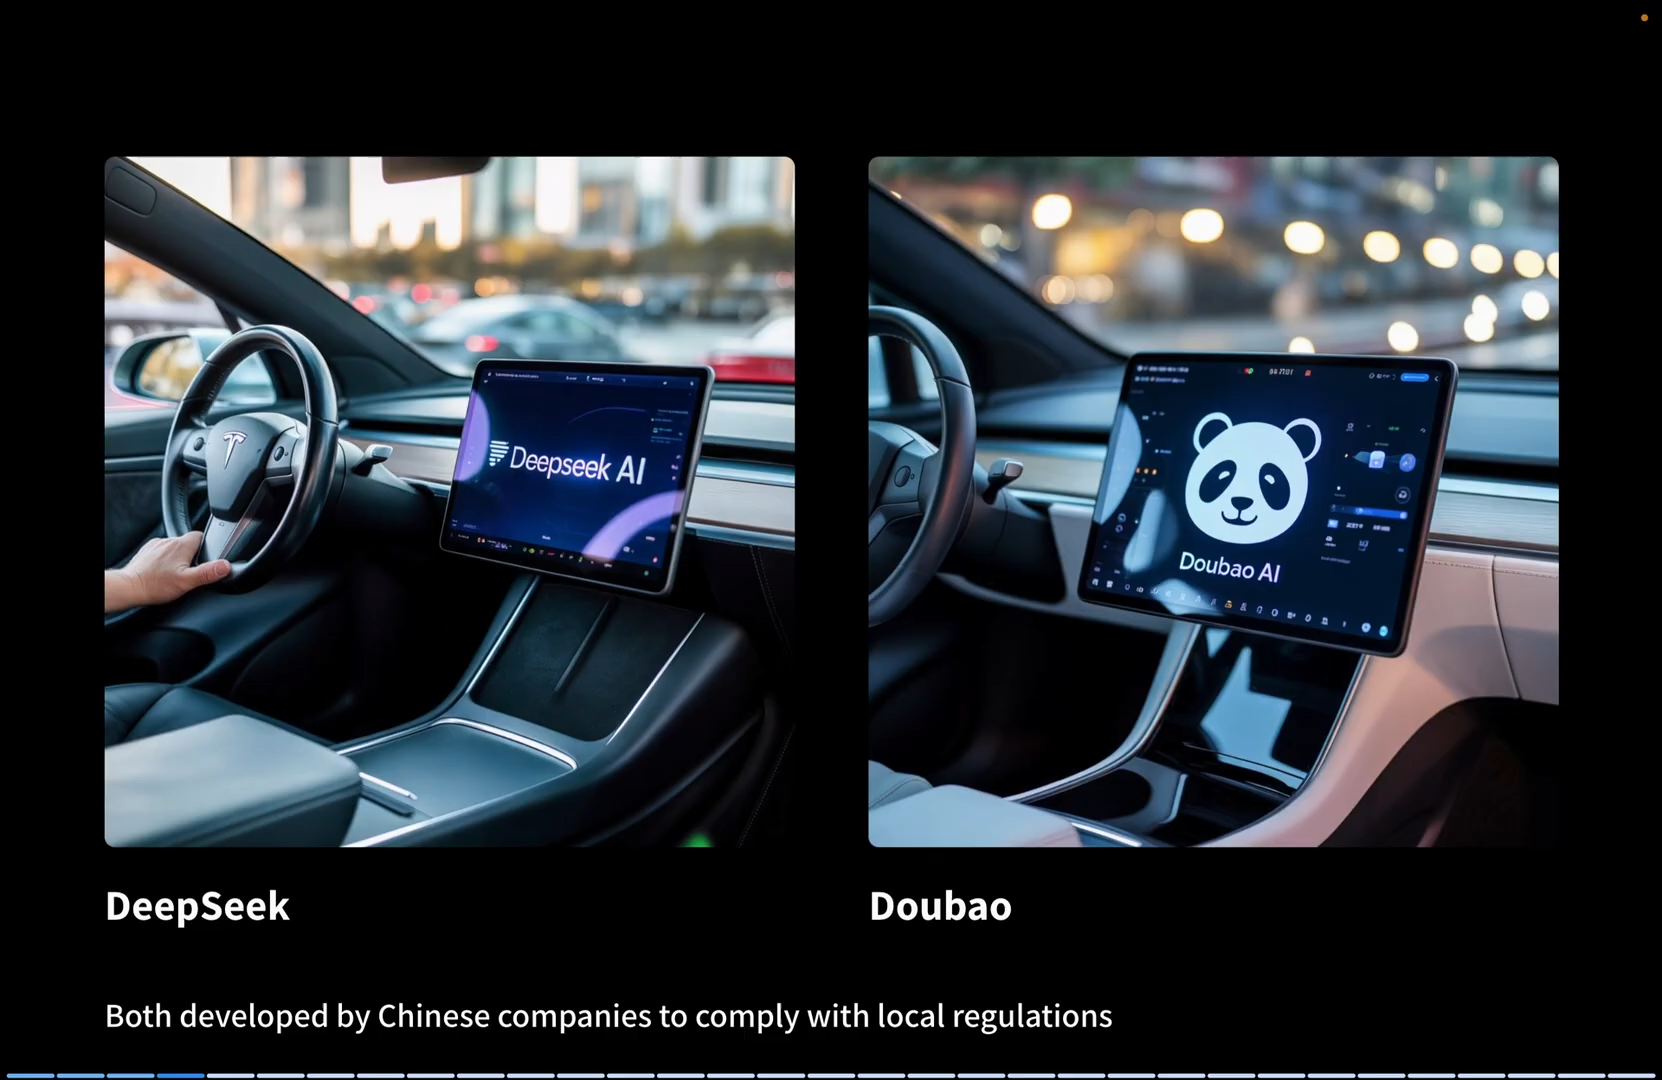 Deepseek AI
Doubao AI
DeepSeek
Doubao
Both developed by Chinese companies to comply with local regulations